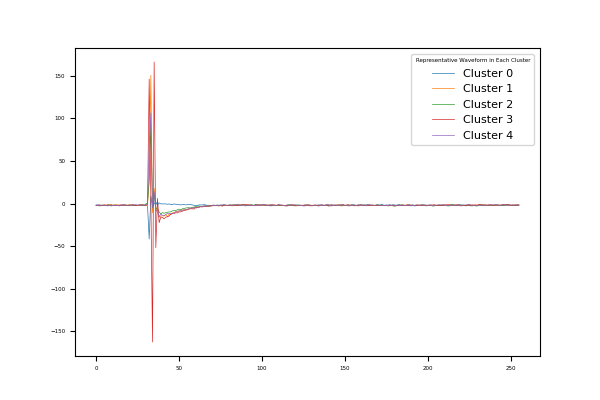 Representative Waveform in Each Cluster
Cluster 0
Cluster 1
Cluster 2
Cluster 3
Cluster 4
150
100
50
0
−50
−100
−150
0
50
100
150
200
250